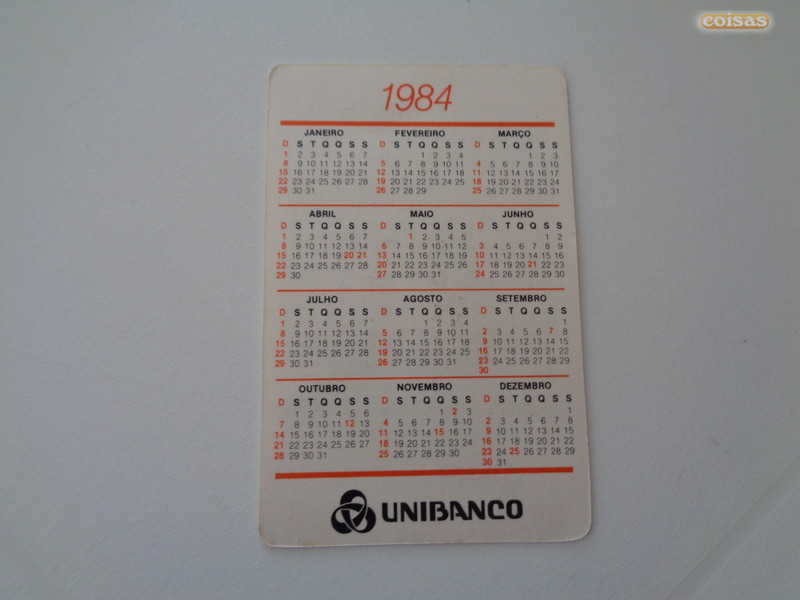 coisas
1984
JANEIRO FEVEREIRO MARÇO
D S T Q Q S S D S T Q Q S S D S T Q Q S S
1 2 3 4 5 6 7 1 2 3 4 1 2 3
8 9 10 11 12 13 14 5 6 7 8 9 10 11 4 5 6 7 8 9 10
15 16 17 18 19 20 21 12 13 14 15 16 17 18 11 12 13 14 15 16 17
22 23 24 25 26 27 28 19 20 21 22 23 24 25 18 19 20 21 22 23 24
29 30 31 26 27 28 29 25 26 27 28 29 30 31
ABRIL MAIO JUNHO
D S T Q Q S S D S T Q Q S S D S T Q Q S S
1 2 3 4 5 6 7 1 2 3 4 5 1 2
8 9 10 11 12 13 14 6 7 8 9 10 11 12 3 4 5 6 7 8 9
15 16 17 18 19 20 21 13 14 15 16 17 18 19 10 11 12 13 14 15 16
22 23 24 25 26 27 28 20 21 22 23 24 25 26 17 18 19 20 21 22 23
29 30 27 28 29 30 31 24 25 26 27 28 29 30
JULHO AGOSTO SETEMBRO
D S T Q Q S S D S T Q Q S S D S T Q Q S S
1 2 3 4 5 6 7 1 2 3 4 1
8 9 10 11 12 13 14 5 6 7 8 9 10 11 2 3 4 5 6 7 8
15 16 17 18 19 20 21 12 13 14 15 16 17 18 9 10 11 12 13 14 15
22 23 24 25 26 27 28 19 20 21 22 23 24 25 16 17 18 19 20 21 22
29 30 31 26 27 28 29 30 31 23 24 25 26 27 28 29
30
OUTUBRO NOVEMBRO DEZEMBRO
D S T Q Q S S D S T Q Q S S D S T Q Q S S
1 2 3 4 5 6 1 2 3 1
7 8 9 10 11 12 13 4 5 6 7 8 9 10 2 3 4 5 6 7 8
14 15 16 17 18 19 20 11 12 13 14 15 16 17 9 10 11 12 13 14 15
21 22 23 24 25 26 27 18 19 20 21 22 23 24 16 17 18 19 20 21 22
28 29 30 31 25 26 27 28 29 30 23 24 25 26 27 28 29
30 31
UNIBANCO